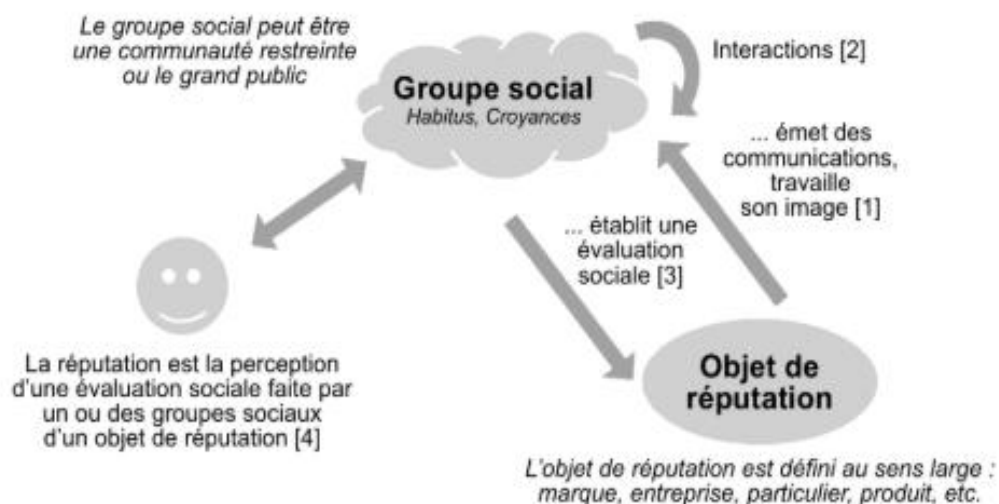 Le groupe social peut être
une communauté restreinte
ou le grand public
Groupe social
Habitus, Croyances
Interactions [2]
... émet des
communications,
travaille
son image [1]
... établit une
évaluation
sociale [3]
La réputation est la perception
d'une évaluation sociale faite par
un ou des groupes sociaux
d'un objet de réputation [4]
Objet de
réputation
L'objet de réputation est défini au sens large :
marque, entreprise, particulier, produit, etc.